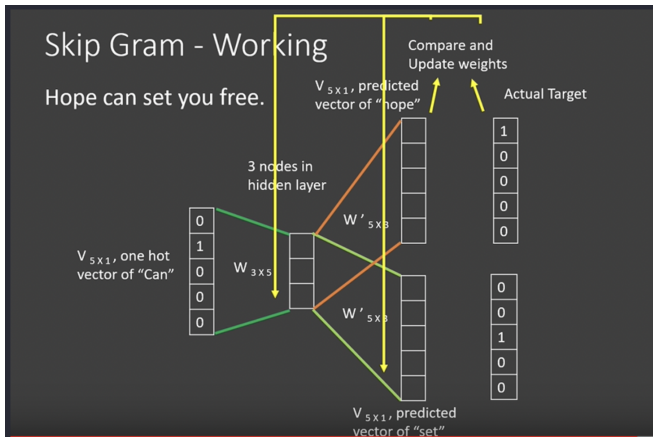 Skip Gram - Working
Compare and
Update weights
Hope can set you free.
V 5 x 1, predicted
vector of "hope"
Actual Target
3 nodes in
hidden layer
1
0
0
0
0
W' 5 x 3
0
1
0
0
0
V 5 x 1, one hot
vector of "Can"
W 3 x 5
W' 5 x 3
0
0
1
0
0
V 5 x 1, predicted
vector of "set"